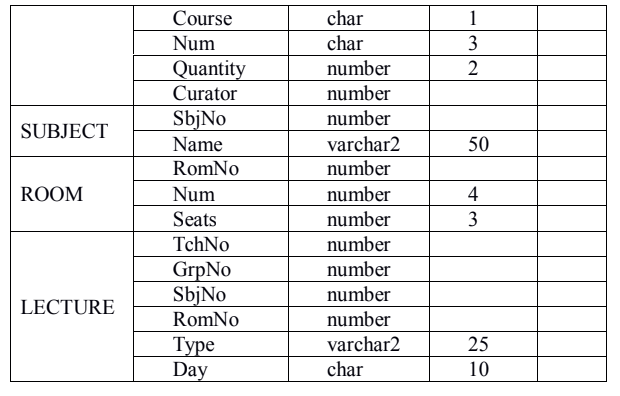 Course char 1
Num char 3
Quantity number 2
Curator number
SUBJECT SbjNo number
Name varchar2 50
ROOM RomNo number
Num number 4
Seats number 3
LECTURE TchNo number
GrpNo number
SbjNo number
RomNo number
Type varchar2 25
Day char 10